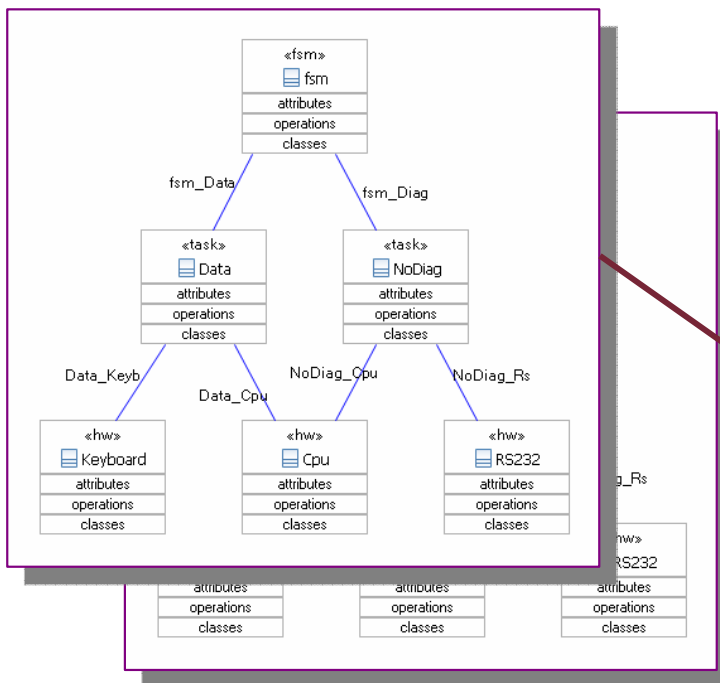 «fsm»
fsm
attributes
operations
classes
fsm_Data
fsm_Diag
«task»
Data
attributes
operations
classes
«task»
NoDiag
attributes
operations
classes
Data_Keyb
Data_Cpu
NoDiag_Cpu
NoDiag_Rs
«hw»
Keyboard
attributes
operations
classes
«hw»
Cpu
attributes
operations
classes
«hw»
RS232
attributes
operations
classes
g_Rs
hw»
RS232
attributes
operations
classes
attributes
operations
classes
attributes
operations
classes